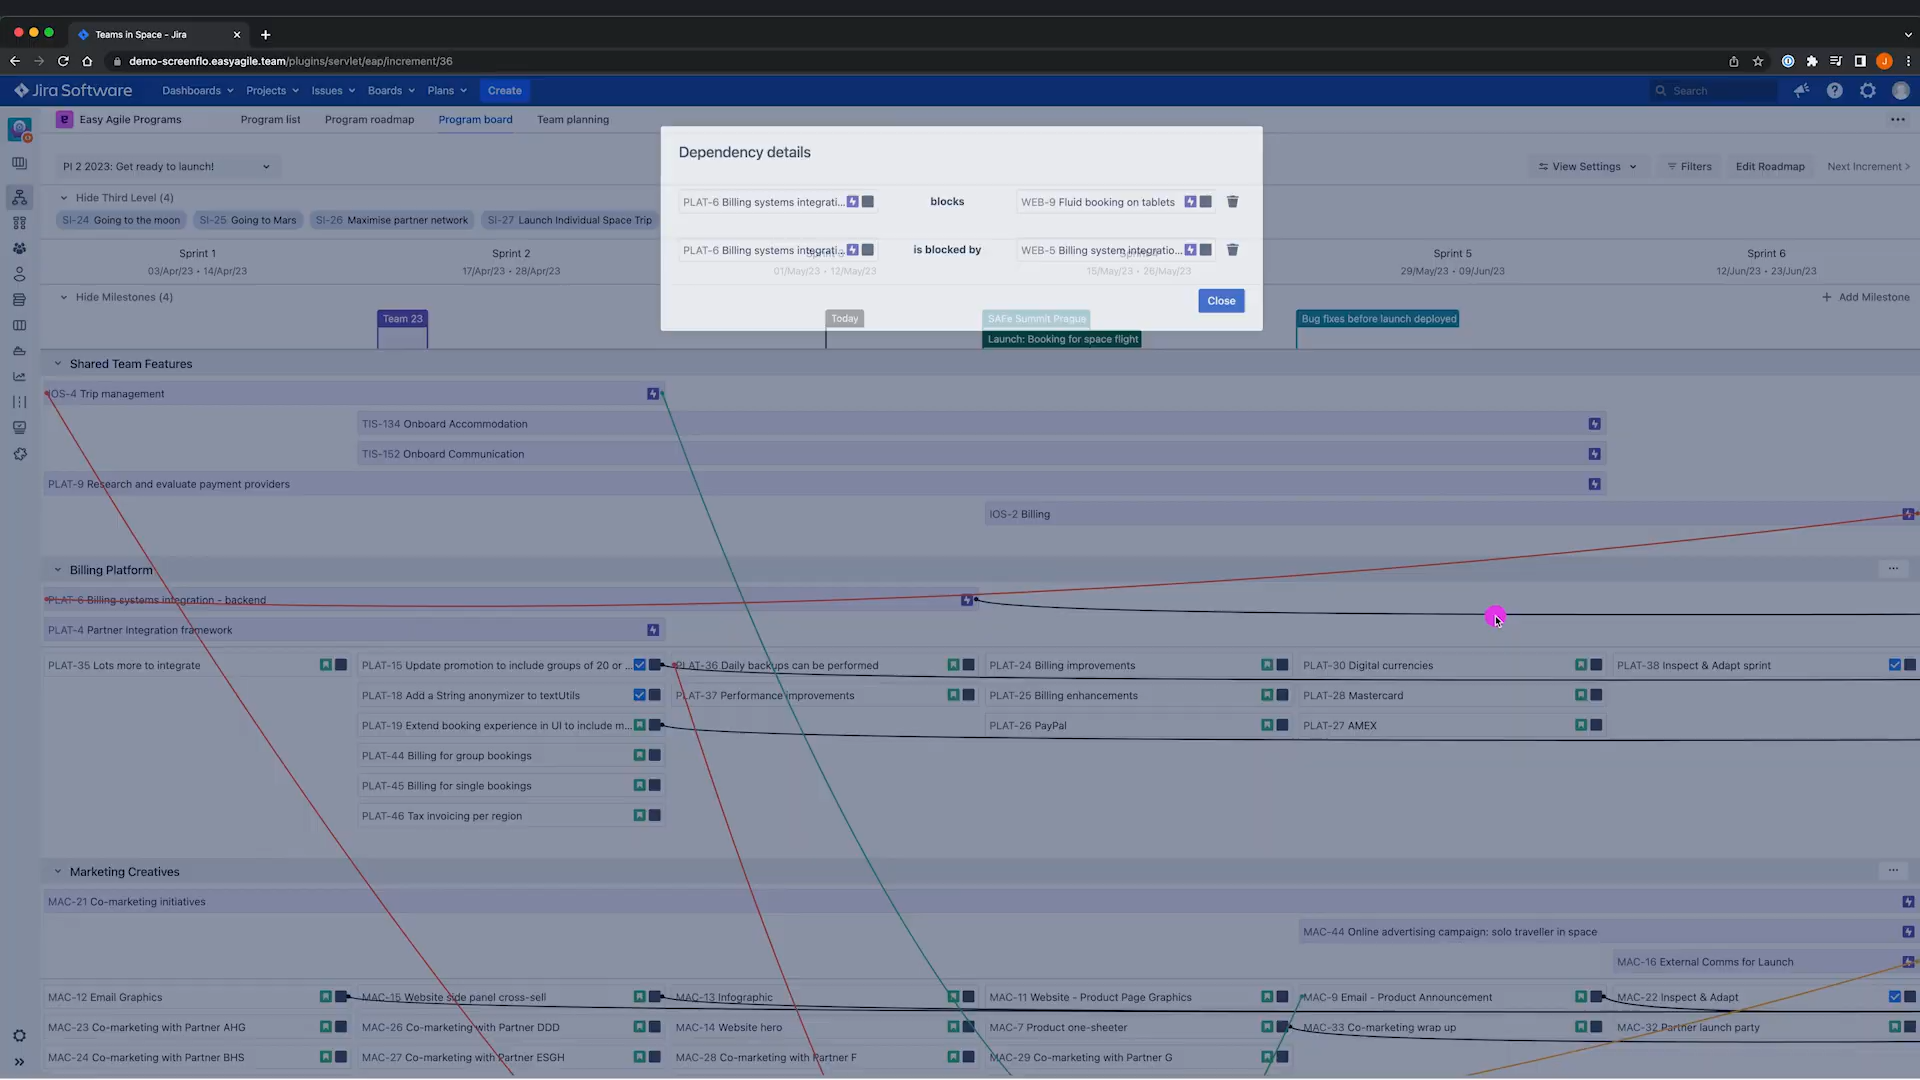 Teams in Space - Jira
demo-screenflo.easyagile.team/plugins/servlet/eap/increment/36
Jira Software
Dashboards
Projects
Issues
Boards
Plans
Create
Search
Easy Agile Programs
Program list
Program roadmap
Program board
Team planning
Dependency details
PLAT-6 Billing systems integrati...
blocks
WEB-9 Fluid booking on tablets
PLAT-6 Billing systems integrati...
is blocked by
WEB-5 Billing system integratio...
Close
PI 2 2023: Get ready to launch!
View Settings
Filters
Edit Roadmap
Next Increment >
Hide Third Level (4)
SI-24 Going to the moon
SI-25 Going to Mars
SI-26 Maximise partner network
SI-27 Launch Individual Space Trip
Sprint 1
03/Apr/23 • 14/Apr/23
Sprint 2
17/Apr/23 • 28/Apr/23
01/May/23 • 12/May/23
15/May/23 • 26/May/23
Sprint 5
29/May/23 • 09/Jun/23
Sprint 6
12/Jun/23 • 23/Jun/23
Hide Milestones (4)
+ Add Milestone
Team 23
Today
SAFe Summit Prague
Launch: Booking for space flight
Bug fixes before launch deployed
Shared Team Features
IOS-4 Trip management
TIS-134 Onboard Accommodation
TIS-152 Onboard Communication
PLAT-9 Research and evaluate payment providers
IOS-2 Billing
Billing Platform
PLAT-6 Billing systems integration - backend
PLAT-4 Partner Integration framework
PLAT-35 Lots more to integrate
PLAT-15 Update promotion to include groups of 20 or ...
PLAT-36 Daily backups can be performed
PLAT-24 Billing improvements
PLAT-30 Digital currencies
PLAT-38 Inspect & Adapt sprint
PLAT-18 Add a String anonymizer to textUtils
PLAT-37 Performance improvements
PLAT-25 Billing enhancements
PLAT-28 Mastercard
PLAT-19 Extend booking experience in UI to include m...
PLAT-26 PayPal
PLAT-27 AMEX
PLAT-44 Billing for group bookings
PLAT-45 Billing for single bookings
PLAT-46 Tax invoicing per region
Marketing Creatives
MAC-21 Co-marketing initiatives
MAC-44 Online advertising campaign: solo traveller in space
MAC-16 External Comms for Launch
MAC-12 Email Graphics
MAC-15 Website side panel cross-sell
MAC-13 Infographic
MAC-11 Website - Product Page Graphics
MAC-9 Email - Product Announcement
MAC-22 Inspect & Adapt
MAC-23 Co-marketing with Partner AHG
MAC-26 Co-marketing with Partner DDD
MAC-14 Website hero
MAC-7 Product one-sheeter
MAC-33 Co-marketing wrap up
MAC-32 Partner launch party
MAC-24 Co-marketing with Partner BHS
MAC-27 Co-marketing with Partner ESGH
MAC-28 Co-marketing with Partner F
MAC-29 Co-marketing with Partner G